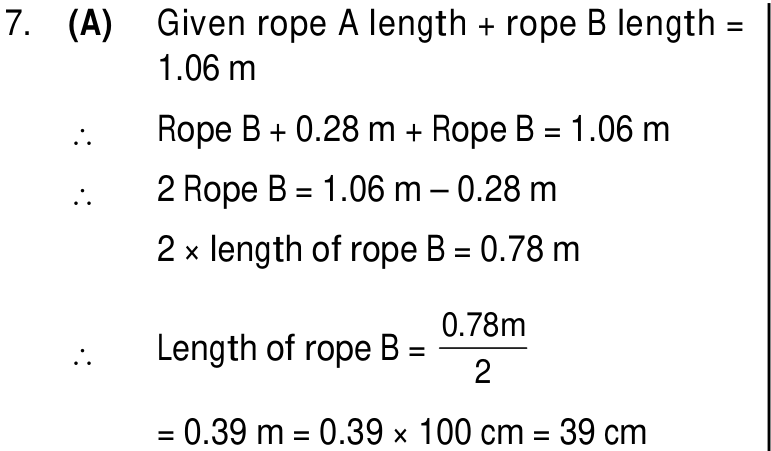 7. (A) Given rope A length + rope B length =
1.06 m
∴ Rope B + 0.28 m + Rope B = 1.06 m
∴ 2 Rope B = 1.06 m – 0.28 m
2 × length of rope B = 0.78 m
∴ Length of rope B = 0.78m / 2
= 0.39 m = 0.39 × 100 cm = 39 cm